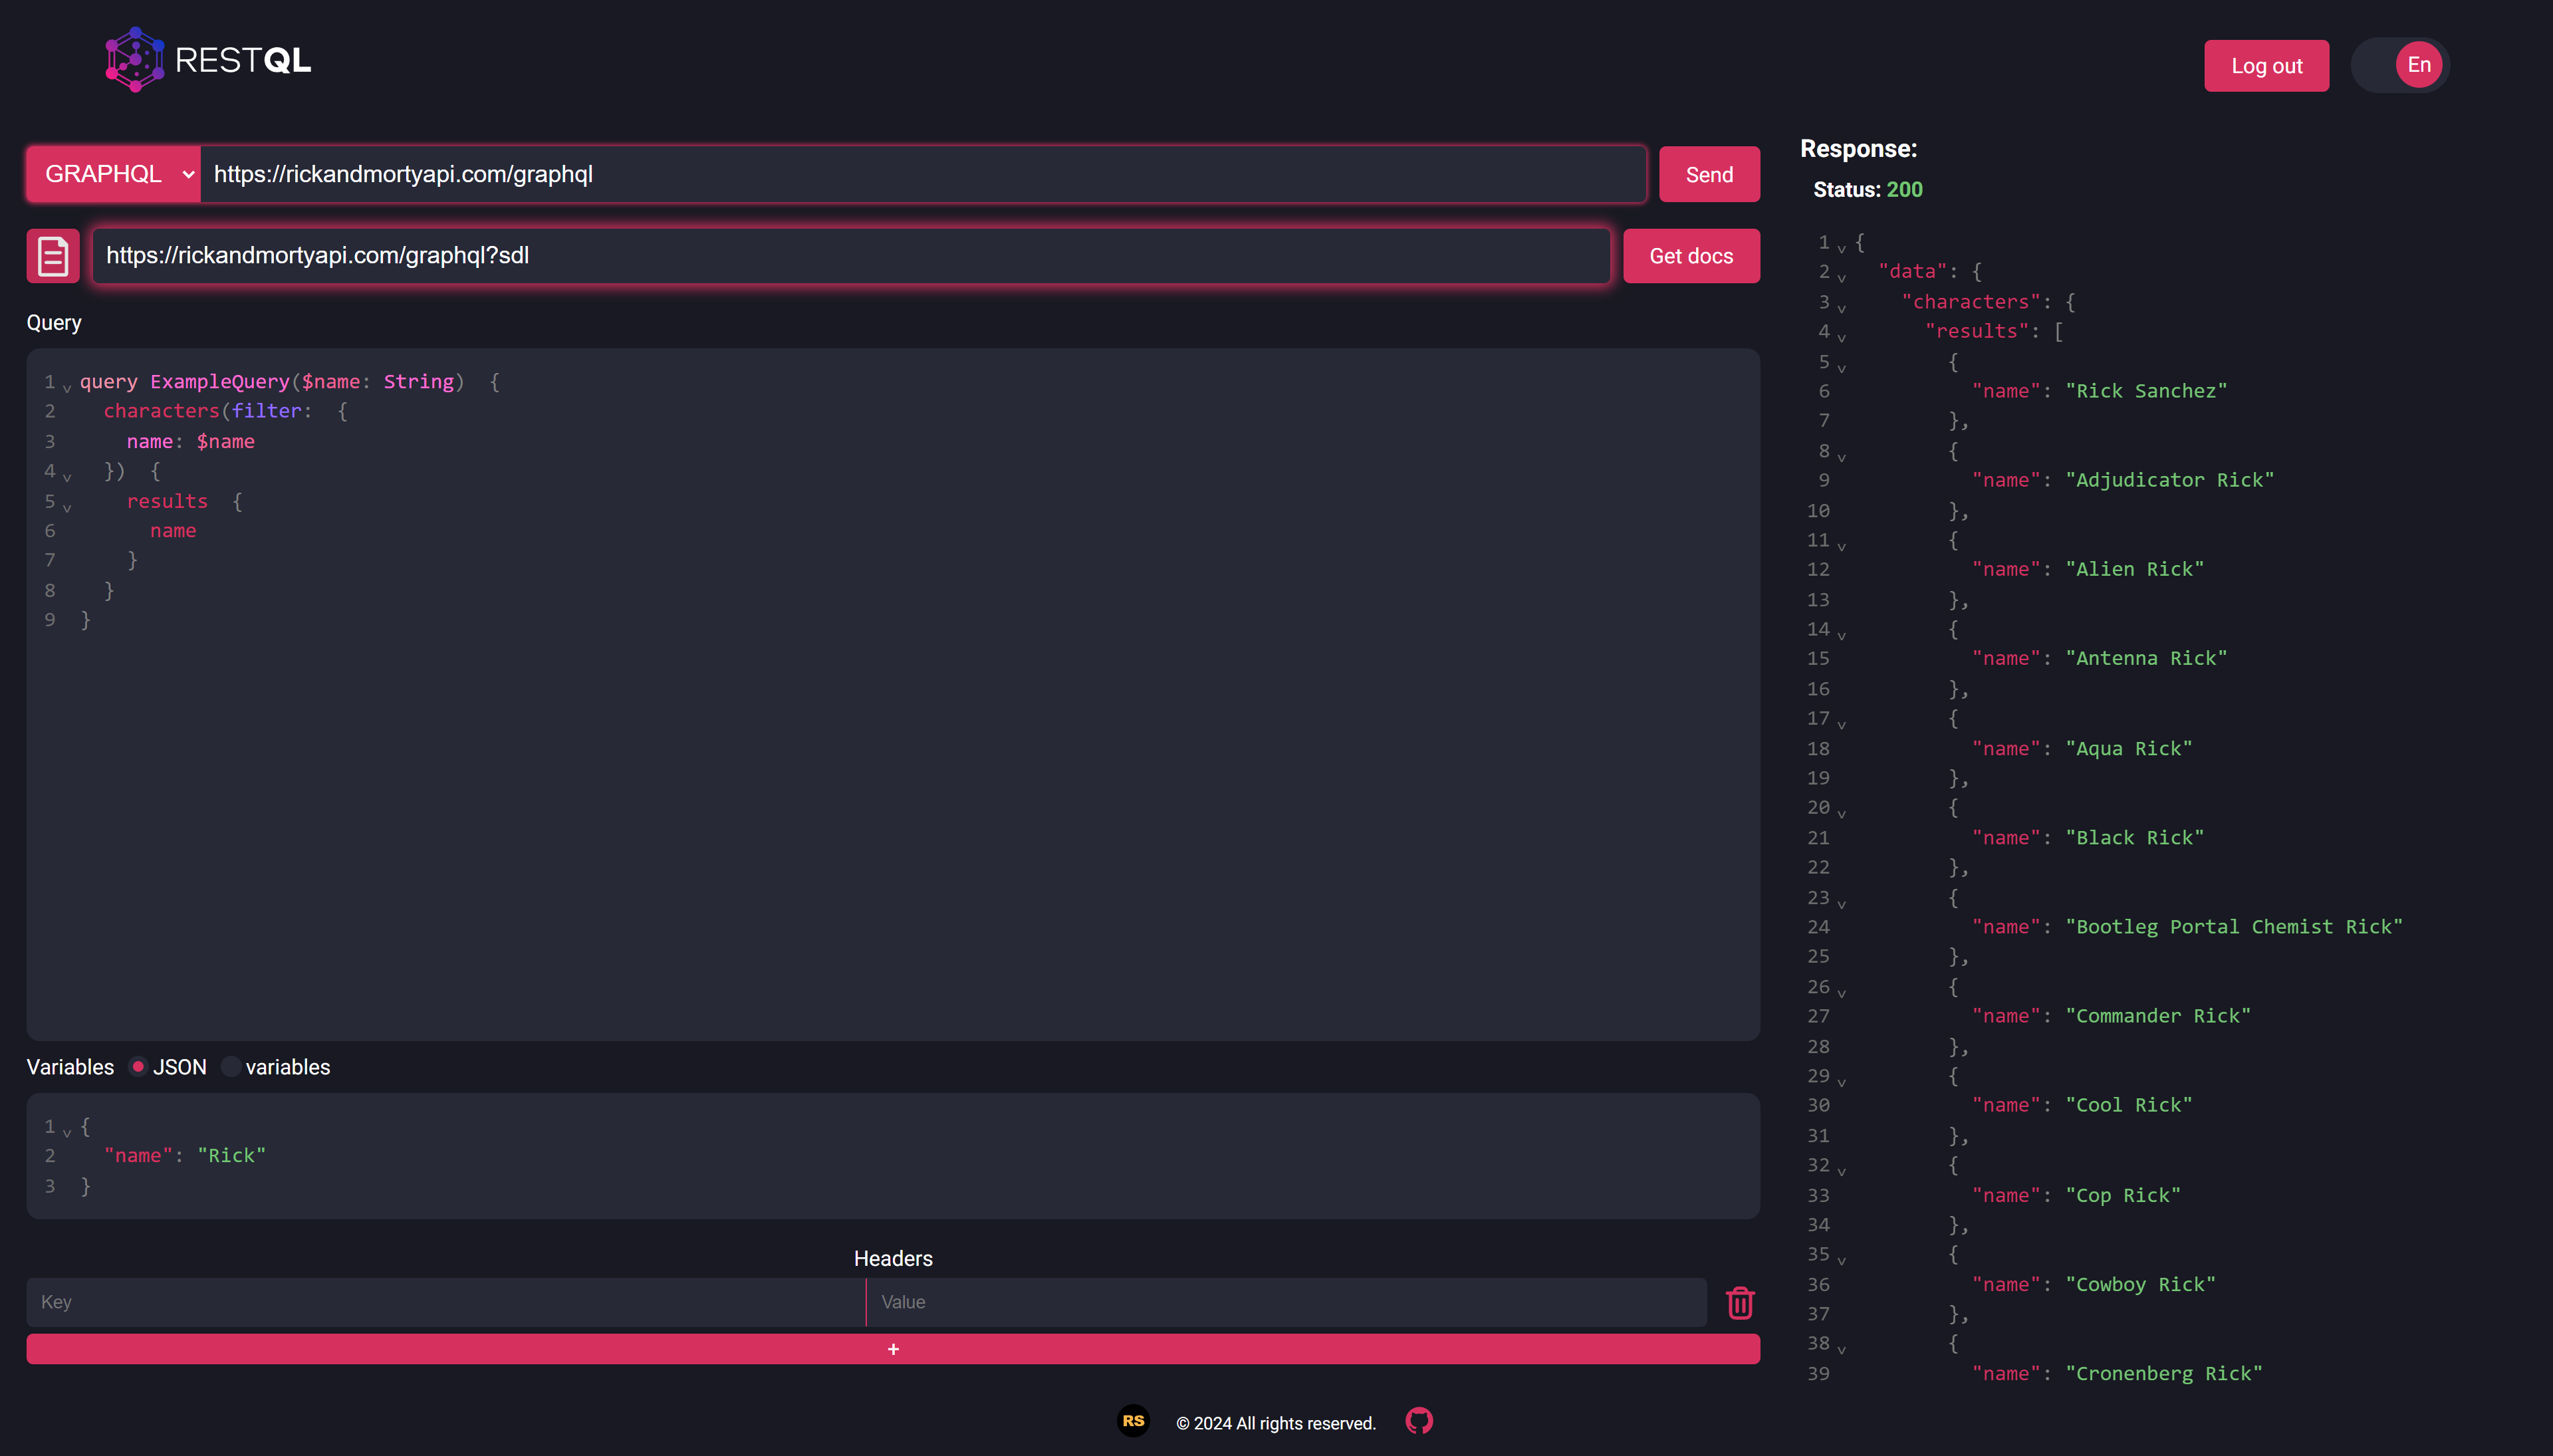 RESTQL
Log out
En
GRAPHQL
https://rickandmortyapi.com/graphql
Send
https://rickandmortyapi.com/graphql?sdl
Get docs
Query
1 query ExampleQuery($name: String)  {
2   characters(filter:  {
3     name: $name
4   })  {
5     results  {
6       name
7     }
8   }
9 }
Variables JSON variables
1 {
2   "name": "Rick"
3 }
Headers
Key
Value
+
Response:
Status: 200
1 {
2   "data": {
3     "characters": {
4       "results": [
5         {
6           "name": "Rick Sanchez"
7         },
8         {
9           "name": "Adjudicator Rick"
10         },
11         {
12           "name": "Alien Rick"
13         },
14         {
15           "name": "Antenna Rick"
16         },
17         {
18           "name": "Aqua Rick"
19         },
20         {
21           "name": "Black Rick"
22         },
23         {
24           "name": "Bootleg Portal Chemist Rick"
25         },
26         {
27           "name": "Commander Rick"
28         },
29         {
30           "name": "Cool Rick"
31         },
32         {
33           "name": "Cop Rick"
34         },
35         {
36           "name": "Cowboy Rick"
37         },
38         {
39           "name": "Cronenberg Rick"
RS
© 2024 All rights reserved.